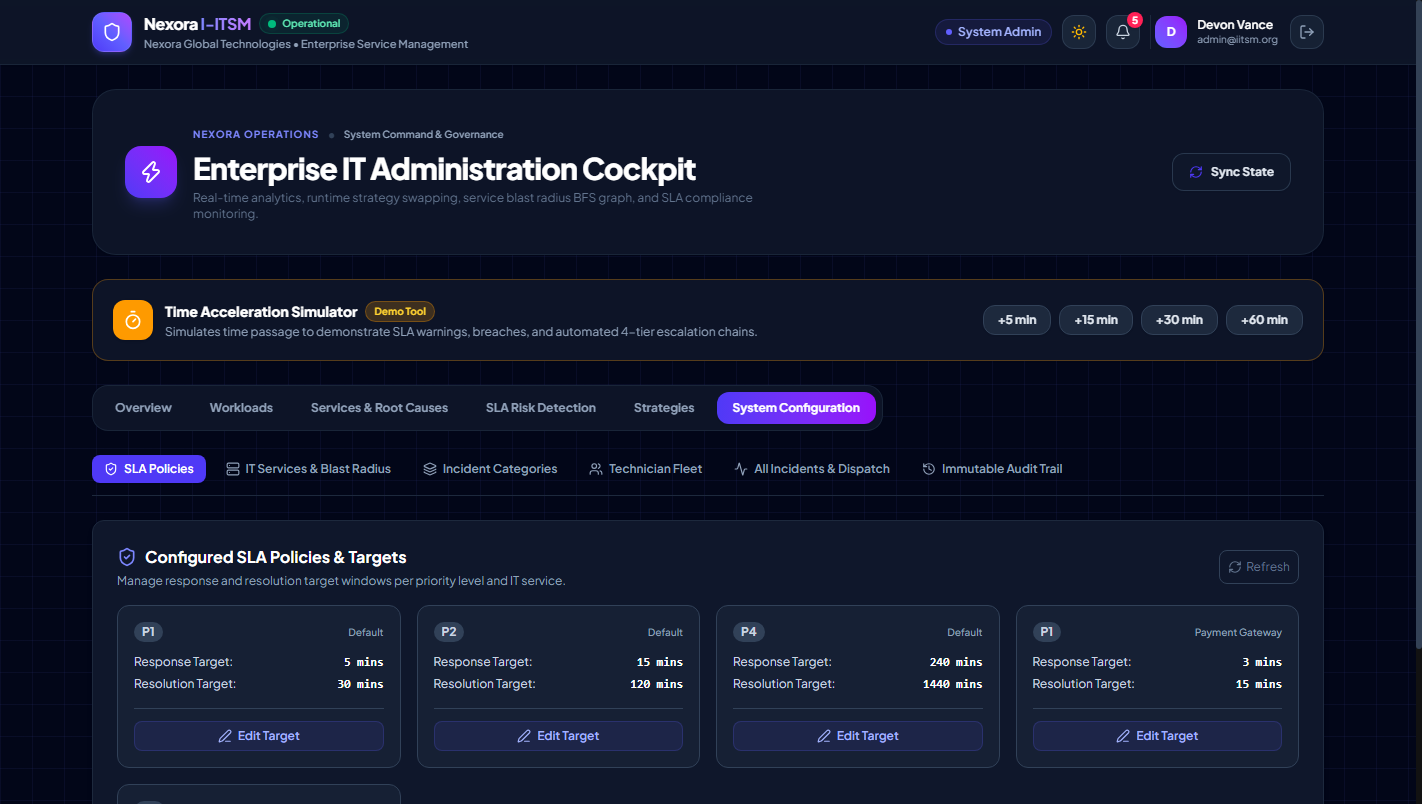 Nexora I-ITSM
Operational
Nexora Global Technologies • Enterprise Service Management
System Admin
5
D
Devon Vance
admin@iitsm.org
NEXORA OPERATIONS • System Command & Governance
Enterprise IT Administration Cockpit
Real-time analytics, runtime strategy swapping, service blast radius BFS graph, and SLA compliance
monitoring.
Sync State
Time Acceleration Simulator
Demo Tool
Simulates time passage to demonstrate SLA warnings, breaches, and automated 4-tier escalation chains.
+5 min
+15 min
+30 min
+60 min
Overview
Workloads
Services & Root Causes
SLA Risk Detection
Strategies
System Configuration
SLA Policies
IT Services & Blast Radius
Incident Categories
Technician Fleet
All Incidents & Dispatch
Immutable Audit Trail
Configured SLA Policies & Targets
Manage response and resolution target windows per priority level and IT service.
Refresh
P1
Default
Response Target: 5 mins
Resolution Target: 30 mins
Edit Target
P2
Default
Response Target: 15 mins
Resolution Target: 120 mins
Edit Target
P4
Default
Response Target: 240 mins
Resolution Target: 1440 mins
Edit Target
P1
Payment Gateway
Response Target: 3 mins
Resolution Target: 15 mins
Edit Target